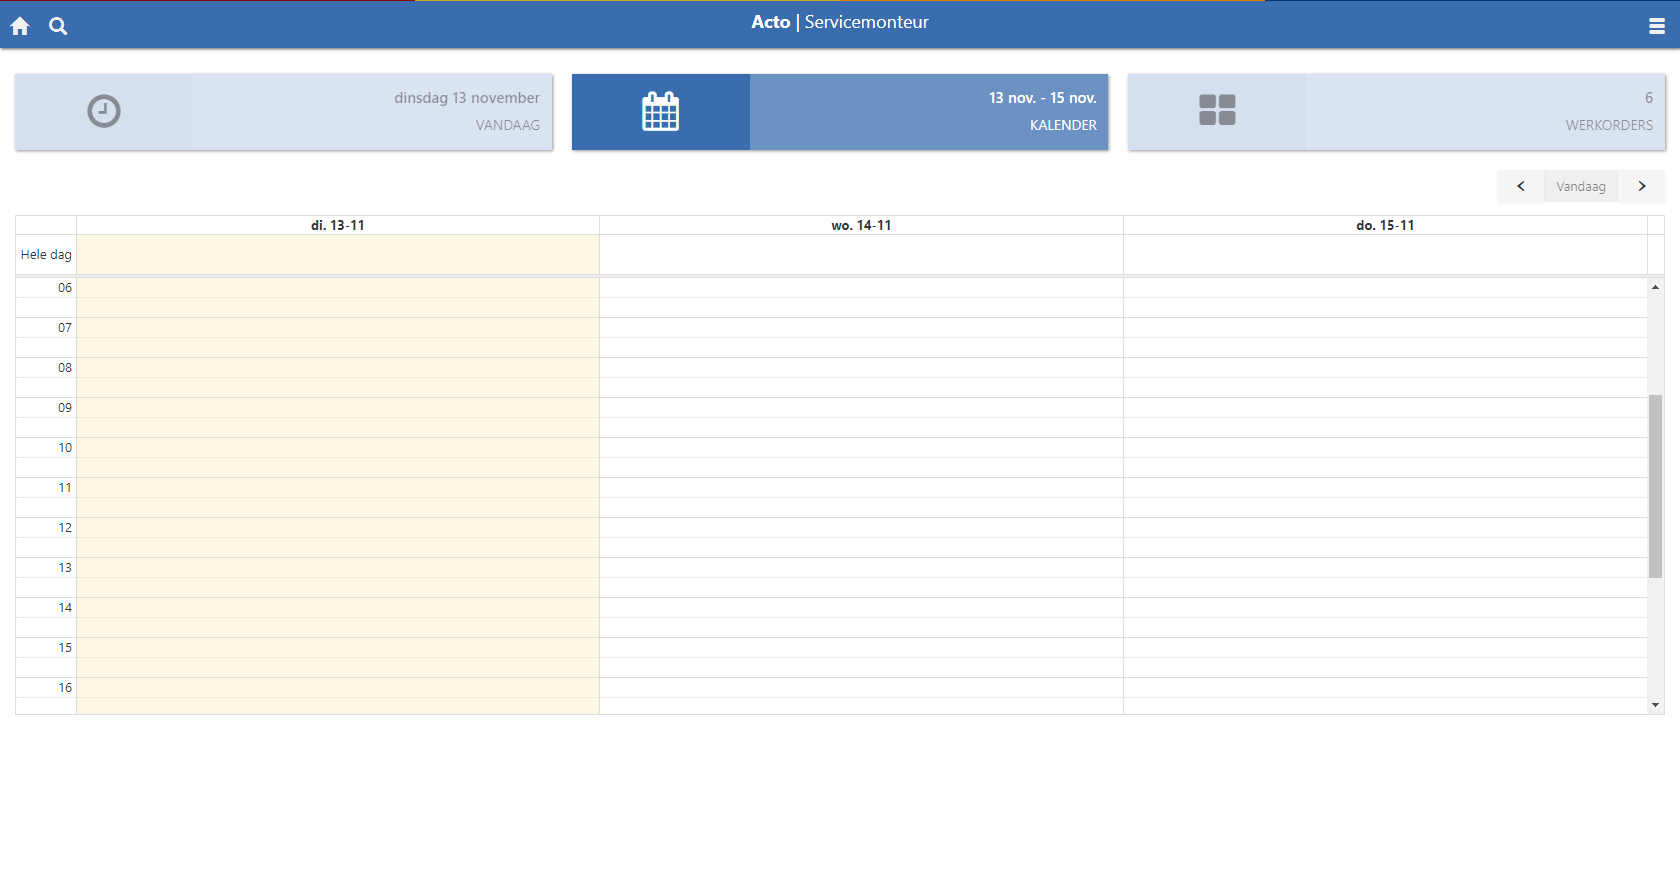 Acto | Servicemonteur
dinsdag 13 november
VANDAAG
13 nov. - 15 nov.
KALENDER
6
WERKORDERS
Vandaag
di. 13-11
wo. 14-11
do. 15-11
Hele dag
06
07
08
09
10
11
12
13
14
15
16